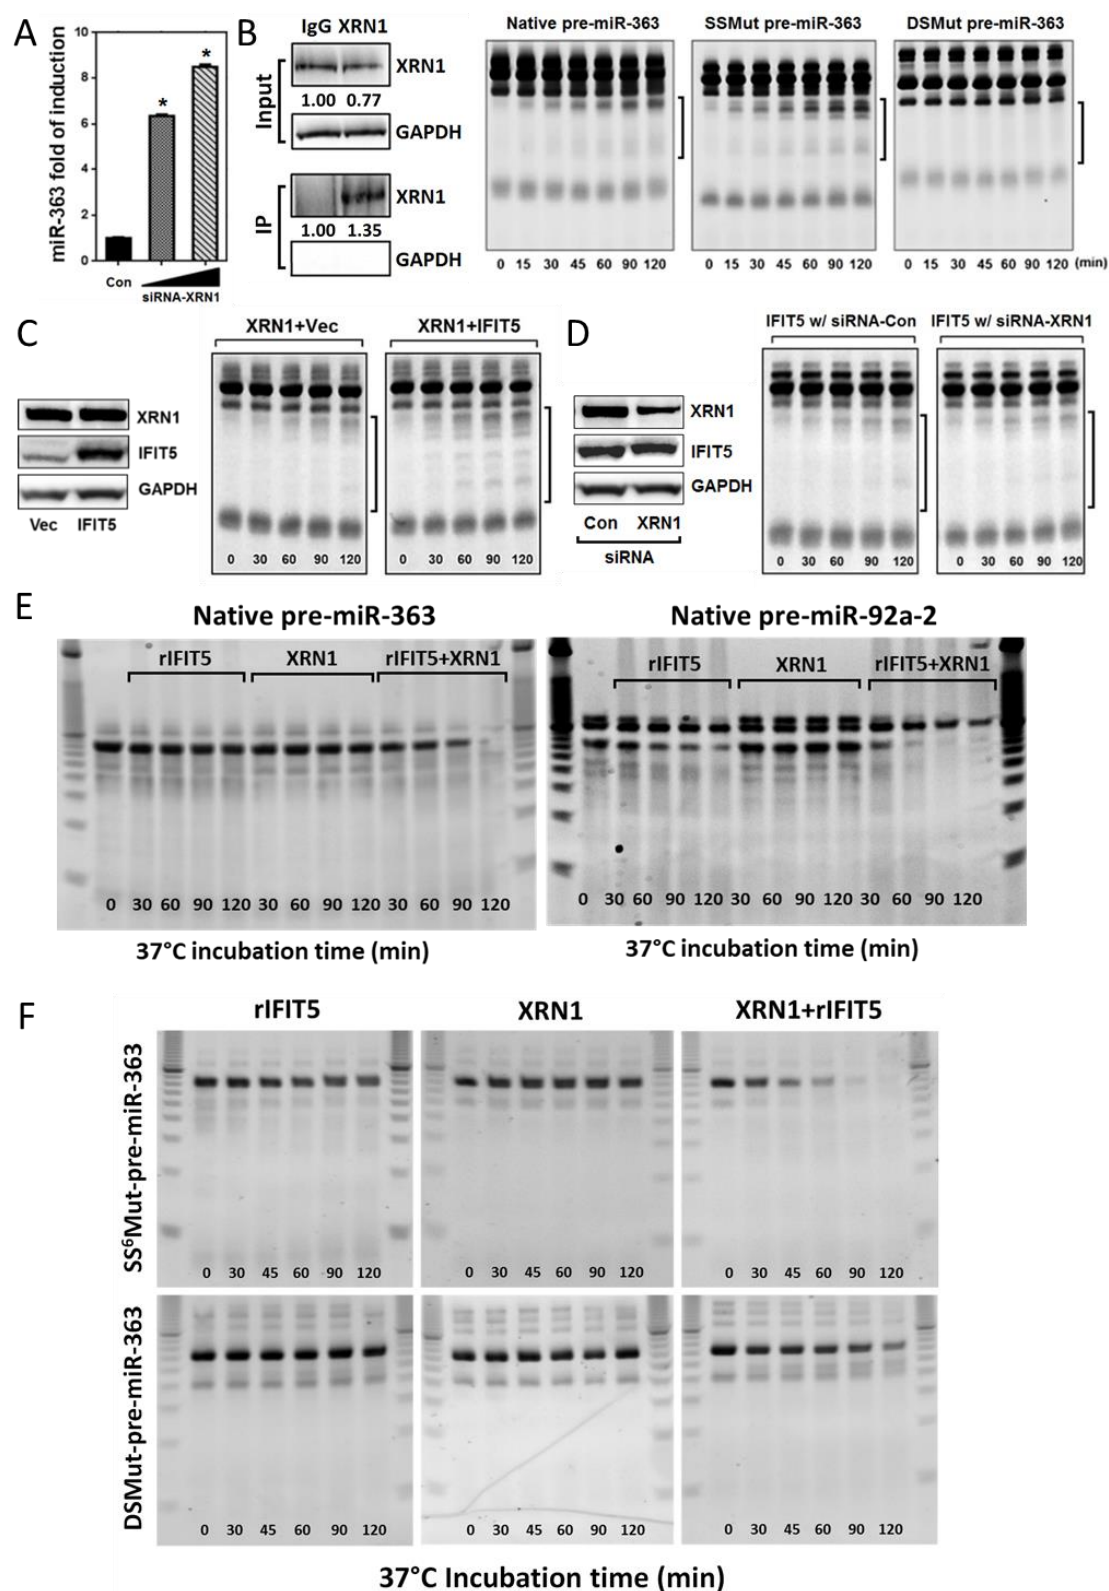 A
miR-363 fold of induction
10
8
6
4
2
0
*
*
Con
siRNA-XRN1
B
IgG XRN1
Input
XRN1
1.00 0.77
GAPDH
IP
XRN1
1.00 1.35
GAPDH
Native pre-miR-363
SSMut pre-miR-363
DSMut pre-miR-363
0 15 30 45 60 90 120
0 15 30 45 60 90 120
0 15 30 45 60 90 120 (min)
C
XRN1
IFIT5
GAPDH
Vec IFIT5
XRN1+Vec
XRN1+IFIT5
0 30 60 90 120
0 30 60 90 120
D
XRN1
IFIT5
GAPDH
Con XRN1
siRNA
IFIT5 w/ siRNA-Con
IFIT5 w/ siRNA-XRN1
0 30 60 90 120
0 30 60 90 120
E
Native pre-miR-363
rIFIT5 XRN1 rIFIT5+XRN1
0 30 60 90 120 30 60 90 120 30 60 90 120
37°C incubation time (min)
Native pre-miR-92a-2
rIFIT5 XRN1 rIFIT5+XRN1
0 30 60 90 120 30 60 90 120 30 60 90 120
37°C incubation time (min)
F
rIFIT5
XRN1
XRN1+rIFIT5
SS⁶Mut-pre-miR-363
0 30 45 60 90 120
0 30 45 60 90 120
0 30 45 60 90 120
DSMut-pre-miR-363
0 30 45 60 90 120
0 30 45 60 90 120
0 30 45 60 90 120
37°C Incubation time (min)